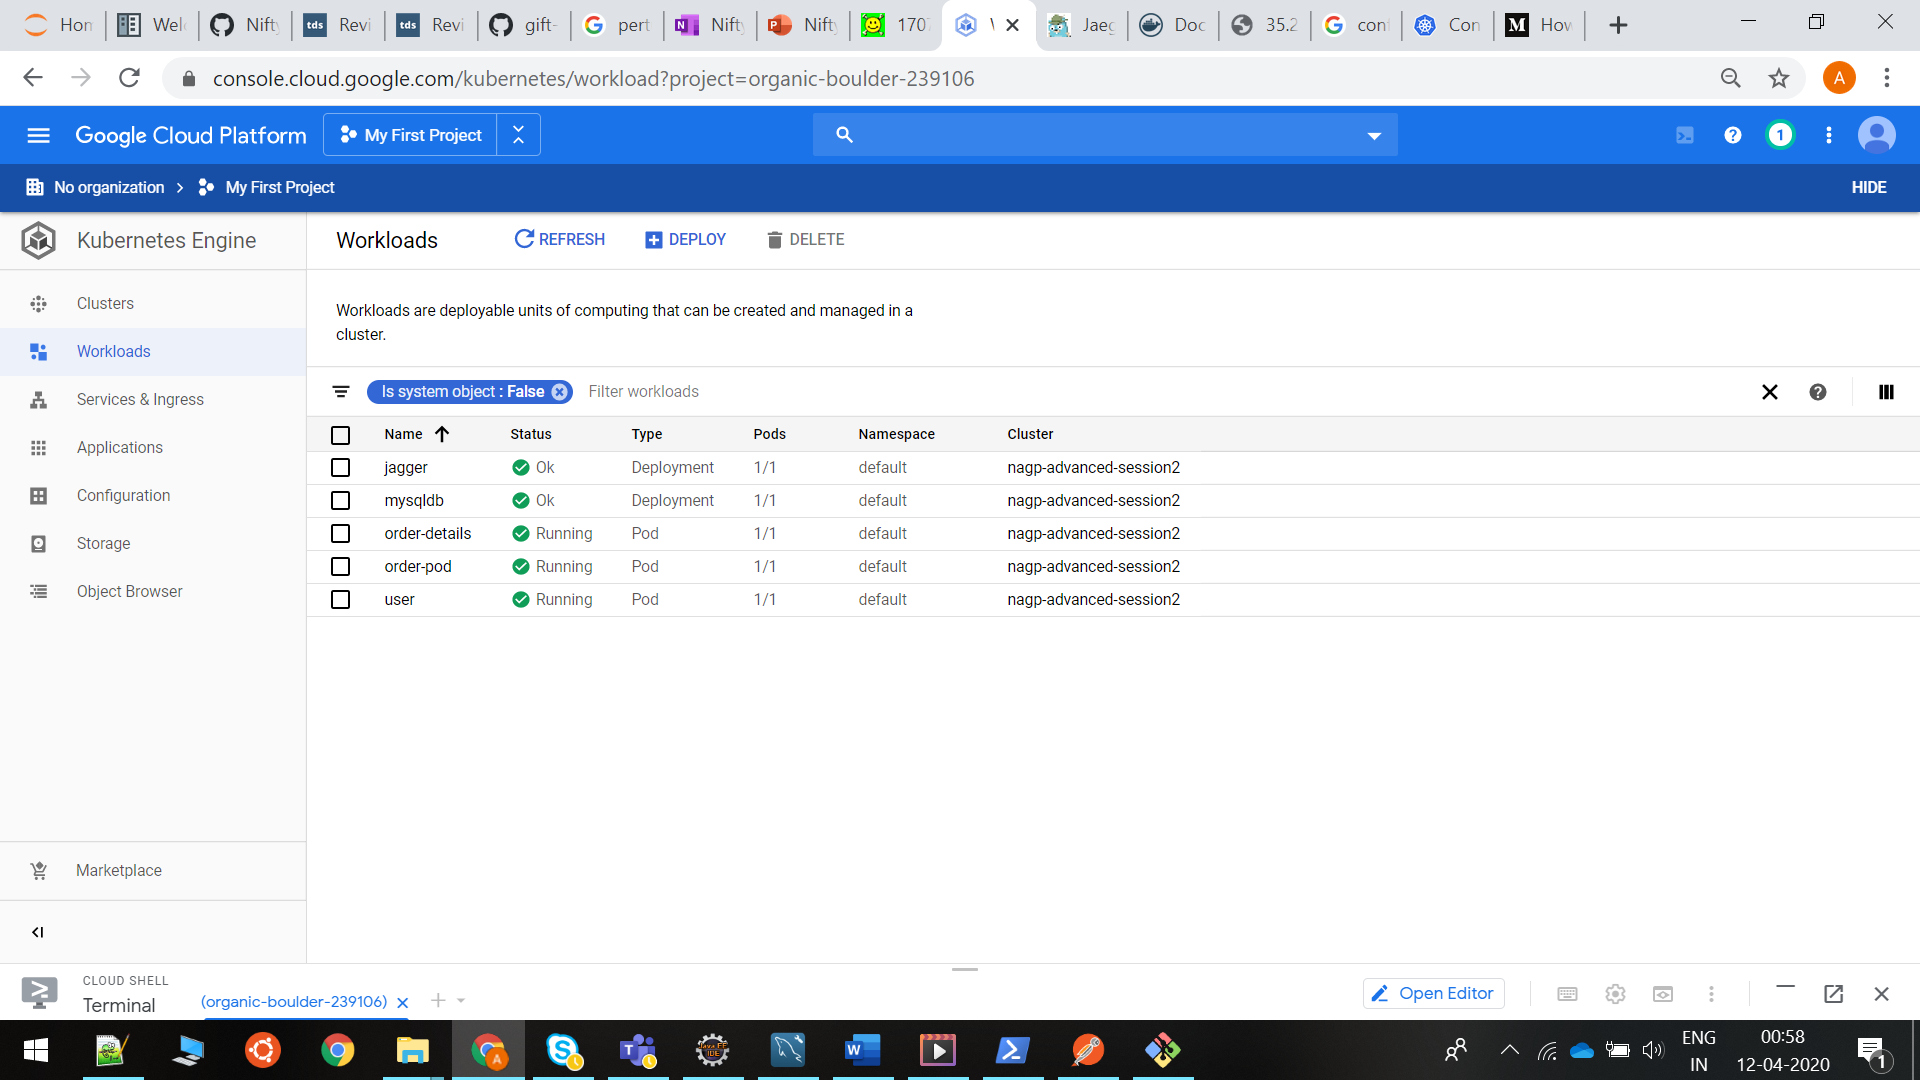 Hon
Welc
Nifty
tds Revi
tds Revi
gift-
pert
Nifty
Nifty
1707
Jaeg
Doc
35.2
cont
Con
M How
console.cloud.google.com/kubernetes/workload?project=organic-boulder-239106
A
Google Cloud Platform
My First Project
1
No organization
My First Project
HIDE
Kubernetes Engine
Workloads
REFRESH
DEPLOY
DELETE
Clusters
Workloads
Services & Ingress
Applications
Configuration
Storage
Object Browser
Marketplace
Workloads are deployable units of computing that can be created and managed in a
cluster.
Is system object : False
Filter workloads
Name Status Type Pods Namespace Cluster
jagger Ok Deployment 1/1 default nagp-advanced-session2
mysqldb Ok Deployment 1/1 default nagp-advanced-session2
order-details Running Pod 1/1 default nagp-advanced-session2
order-pod Running Pod 1/1 default nagp-advanced-session2
user Running Pod 1/1 default nagp-advanced-session2
CLOUD SHELL
Terminal
(organic-boulder-239106)
Open Editor
ENG
IN
00:58
12-04-2020
1